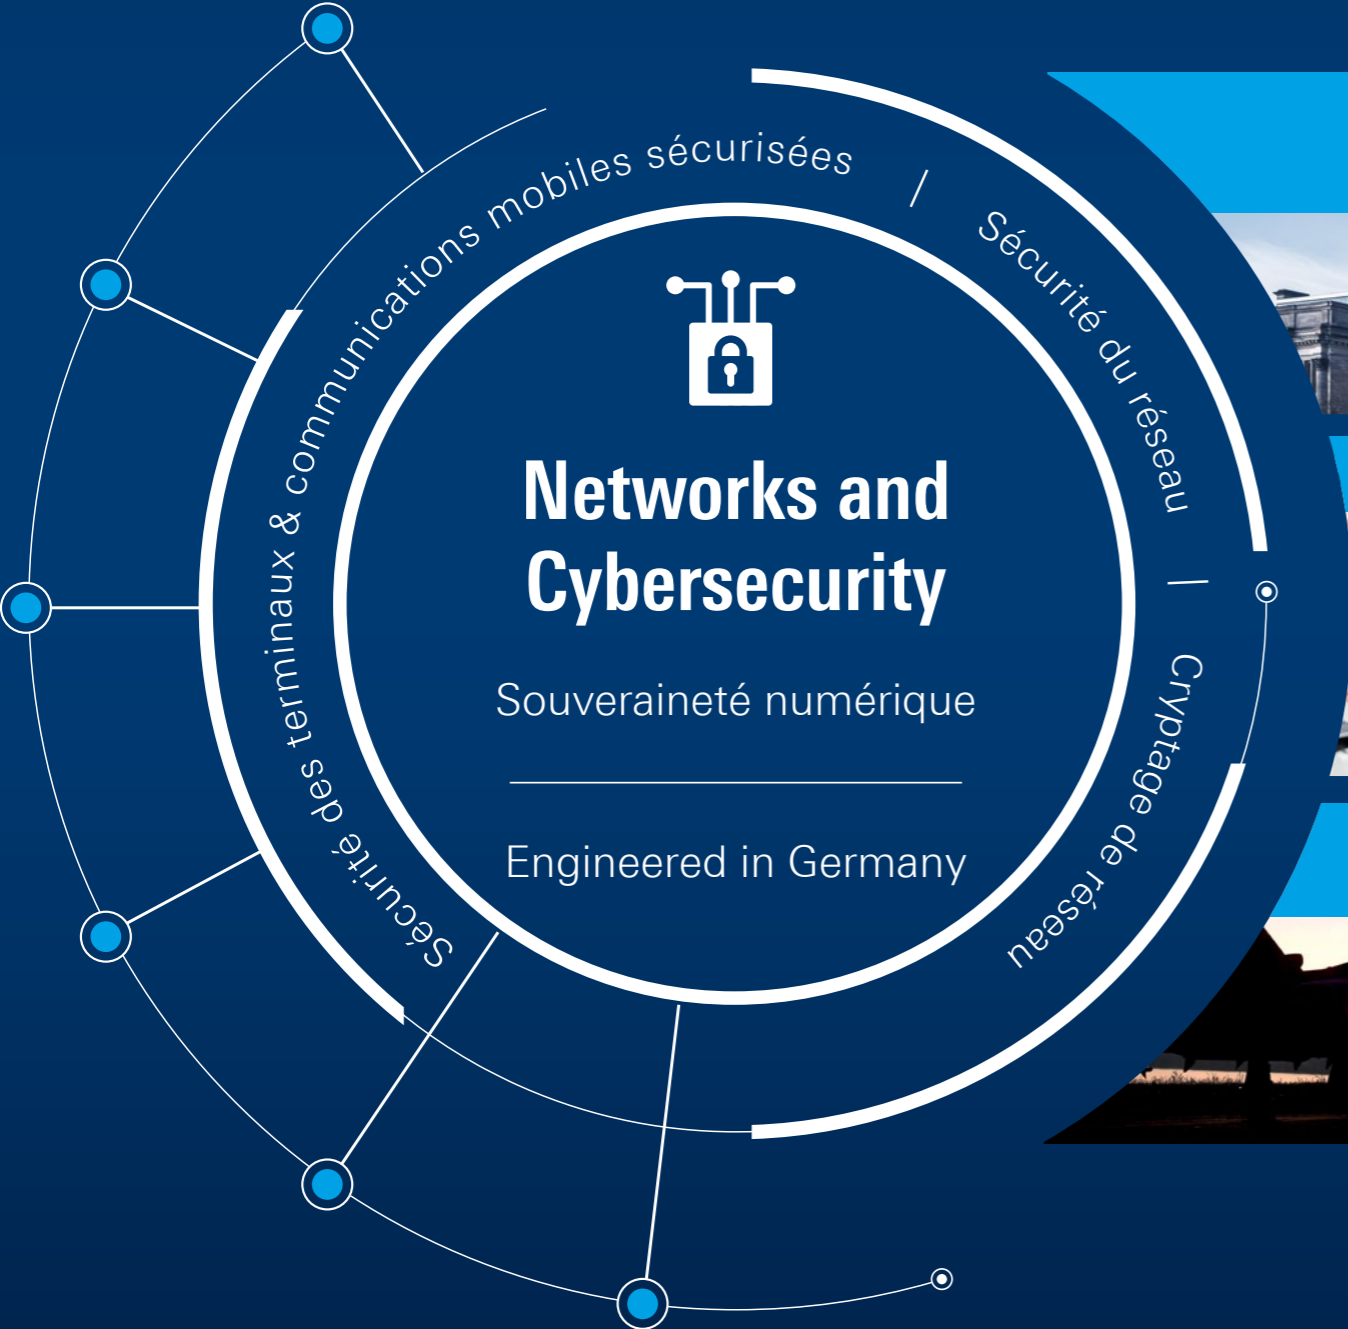 Sécurité des terminaux & communications mobiles sécurisées | Sécurité du réseau | Cryptage de réseau
Networks and
Cybersecurity
Souveraineté numérique
Engineered in Germany